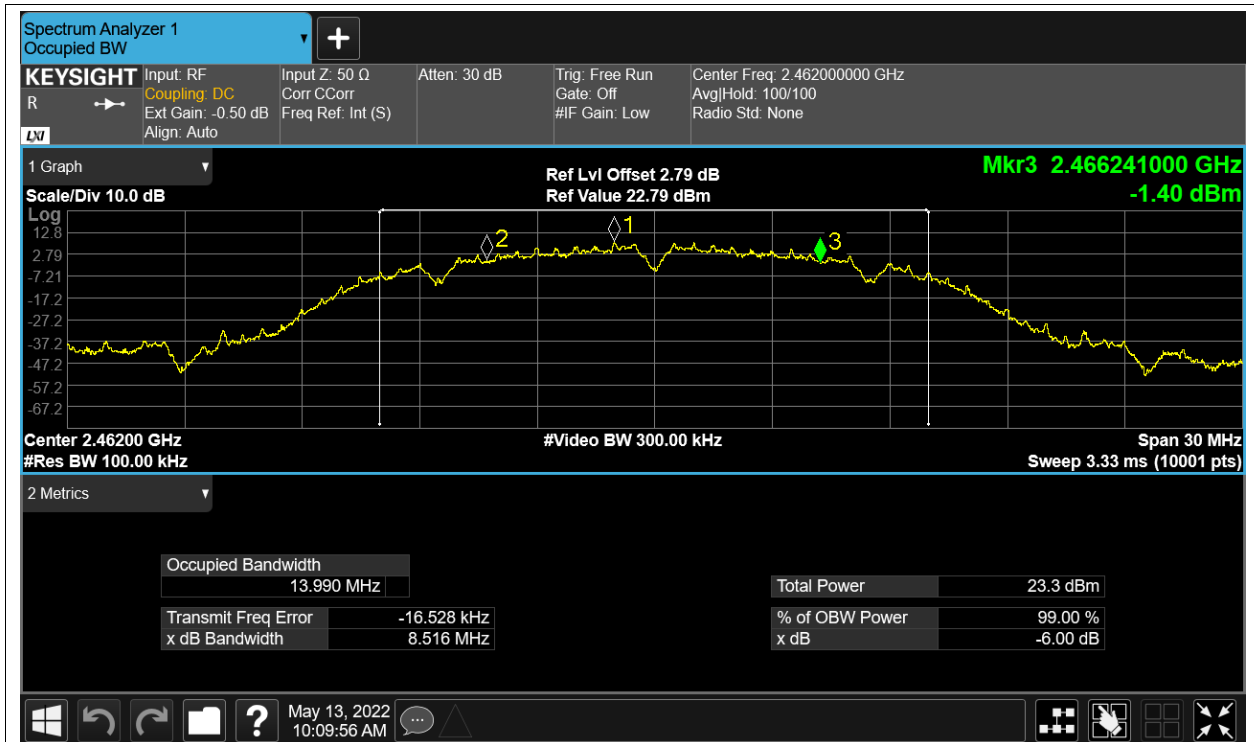 Spectrum Analyzer 1
Occupied BW
KEYSIGHT
R
LXI
Input: RF
Coupling: DC
Ext Gain: -0.50 dB
Align: Auto
Input Z: 50 Ω
Corr CCorr
Freq Ref: Int (S)
Atten: 30 dB
Trig: Free Run
Gate: Off
#IF Gain: Low
Center Freq: 2.462000000 GHz
Avg|Hold: 100/100
Radio Std: None
1 Graph
Scale/Div 10.0 dB
Ref Lvl Offset 2.79 dB
Ref Value 22.79 dBm
Mkr3 2.466241000 GHz
-1.40 dBm
Log
12.8
2.79
-7.21
-17.2
-27.2
-37.2
-47.2
-57.2
-67.2
2
1
3
Center 2.46200 GHz
#Res BW 100.00 kHz
#Video BW 300.00 kHz
Span 30 MHz
Sweep 3.33 ms (10001 pts)
2 Metrics
Occupied Bandwidth
13.990 MHz
Transmit Freq Error -16.528 kHz
x dB Bandwidth 8.516 MHz
Total Power 23.3 dBm
% of OBW Power 99.00 %
x dB -6.00 dB
?
May 13, 2022
10:09:56 AM